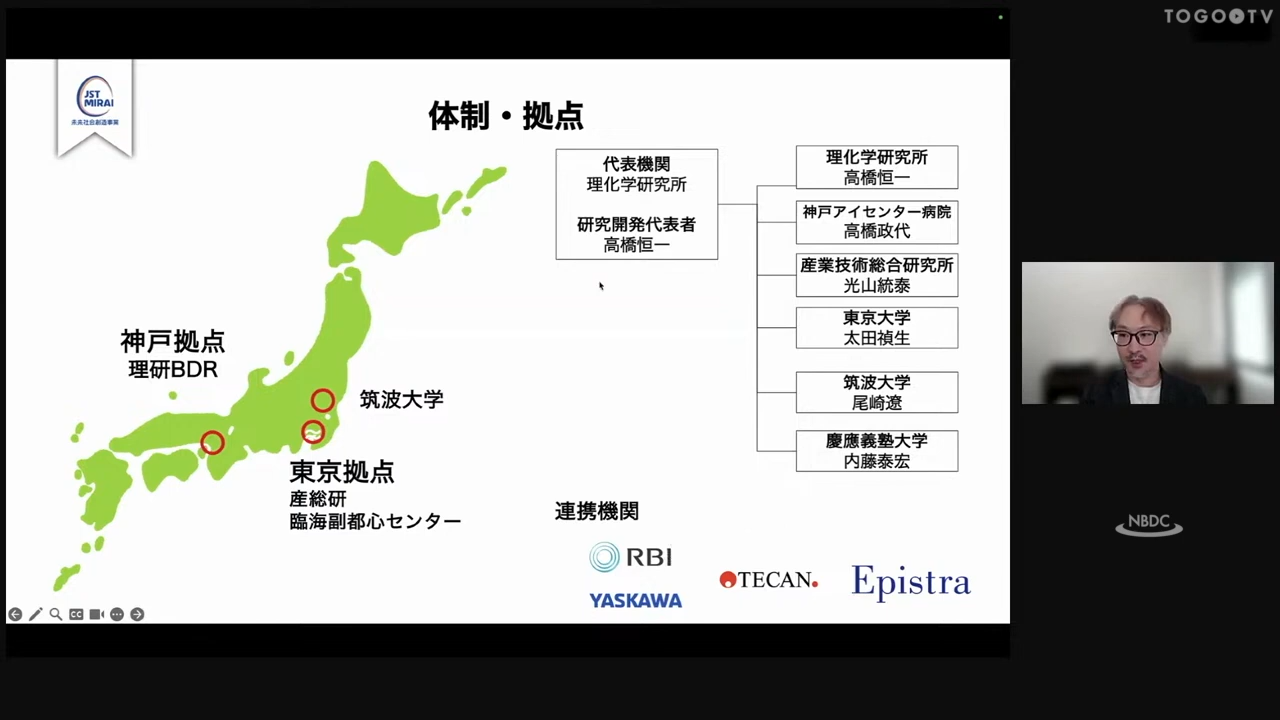 TOGO TV
JST
MIRAI
未来社会創造事業
体制・拠点
代表機関
理化学研究所
研究開発代表者
高橋恒一
理化学研究所
高橋恒一
神戸アイセンター病院
高橋政代
産業技術総合研究所
光山統泰
東京大学
太田禎生
筑波大学
尾崎遼
慶應義塾大学
内藤泰宏
神戸拠点
理研BDR
筑波大学
東京拠点
産総研
臨海副都心センター
連携機関
RBI
YASKAWA
TECAN.
Epistra
NBDC
CC